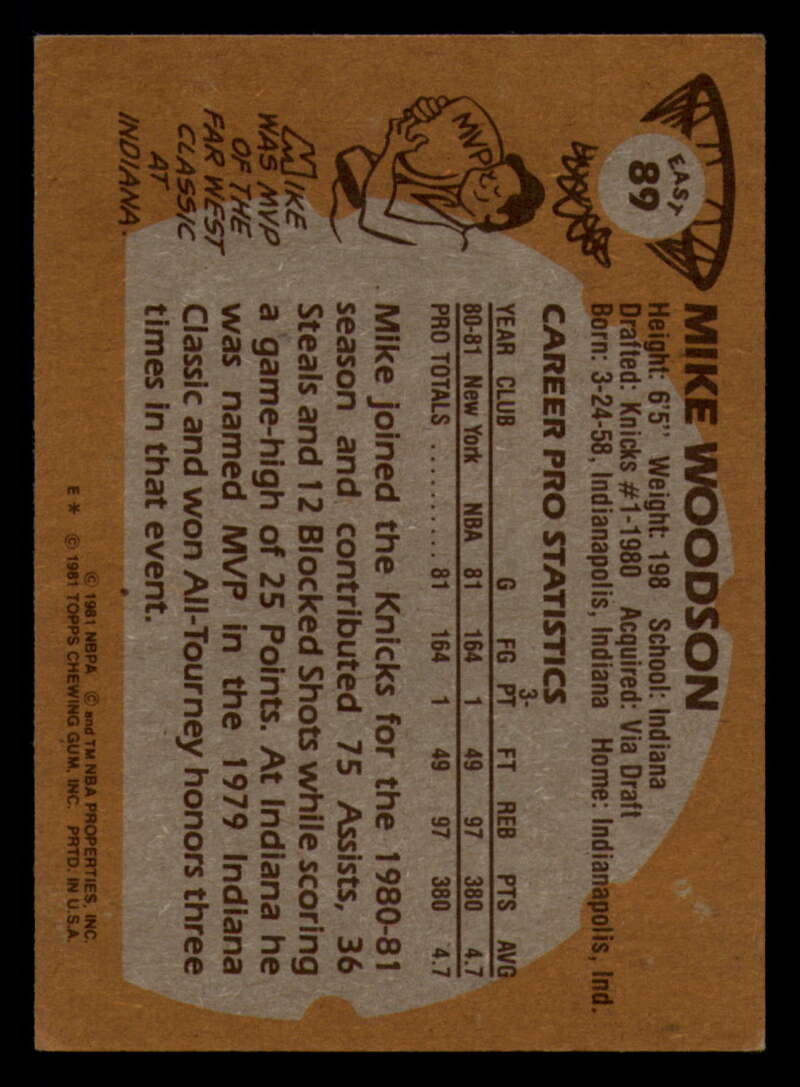 EAST
89
MIKE WOODSON
Height: 6'5" Weight: 198 School: Indiana
Drafted: Knicks #1-1980 Acquired: Via Draft
Born: 3-24-58, Indianapolis, Indiana Home: Indianapolis, Ind.
CAREER PRO STATISTICS
3-
YEAR CLUB G FG PT FT REB PTS AVG
80-81 New York NBA 81 164 1 49 97 380 4.7
PRO TOTALS .......... 81 164 1 49 97 380 4.7
MVP
MIKE
WAS MVP
OF THE
FAR WEST
CLASSIC
AT
INDIANA.
Mike joined the Knicks for the 1980-81
season and contributed 75 Assists, 36
Steals and 12 Blocked Shots while scoring
a game-high of 25 Points. At Indiana he
was named MVP in the 1979 Indiana
Classic and won All-Tourney honors three
times in that event.
© 1981 NBPA © and TM NBA PROPERTIES, INC.
E* © 1981 TOPPS CHEWING GUM, INC. PRTD. IN U.S.A.